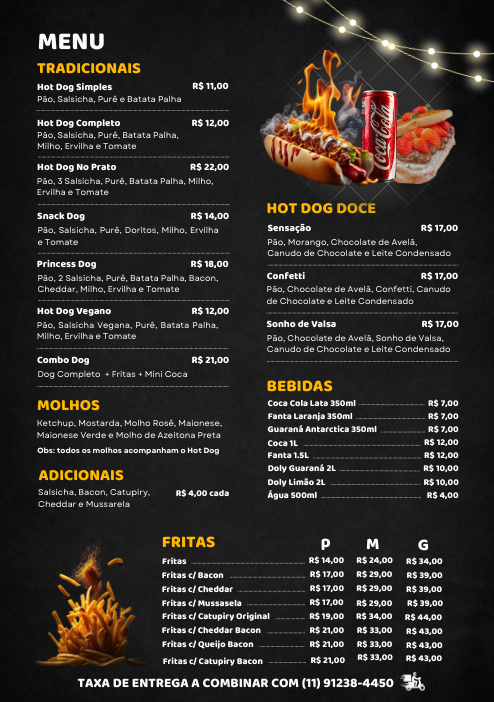 MENU
TRADICIONAIS
Hot Dog Simples R$ 11,00
Pão, Salsicha, Purê e Batata Palha
Hot Dog Completo R$ 12,00
Pão, Salsicha, Purê, Batata Palha,
Milho, Ervilha e Tomate
Hot Dog No Prato R$ 22,00
Pão, 3 Salsicha, Purê, Batata Palha, Milho,
Ervilha e Tomate
Snack Dog R$ 14,00
Pão, Salsicha, Purê, Doritos, Milho, Ervilha
e Tomate
Princess Dog R$ 18,00
Pão, 2 Salsicha, Purê, Batata Palha, Bacon,
Cheddar, Milho, Ervilha e Tomate
Hot Dog Vegano R$ 12,00
Pão, Salsicha Vegana, Purê, Batata Palha,
Milho, Ervilha e Tomate
Combo Dog R$ 21,00
Dog Completo + Fritas + Mini Coca
MOLHOS
Ketchup, Mostarda, Molho Rosê, Maionese,
Maionese Verde e Molho de Azeitona Preta
Obs: todos os molhos acompanham o Hot Dog
ADICIONAIS
Salsicha, Bacon, Catupiry, R$ 4,00 cada
Cheddar e Mussarela
Coca-Cola
HOT DOG DOCE
Sensação R$ 17,00
Pão, Morango, Chocolate de Avelã,
Canudo de Chocolate e Leite Condensado
Confetti R$ 17,00
Pão, Chocolate de Avelã, Confetti, Canudo
de Chocolate e Leite Condensado
Sonho de Valsa R$ 17,00
Pão, Chocolate de Avelã, Sonho de Valsa,
Canudo de Chocolate e Leite Condensado
BEBIDAS
Coca Cola Lata 350ml R$ 7,00
Fanta Laranja 350ml R$ 7,00
Guaraná Antarctica 350ml R$ 7,00
Coca 1L R$ 12,00
Fanta 1.5L R$ 12,00
Doly Guaraná 2L R$ 10,00
Doly Limão 2L R$ 10,00
Água 500ml R$ 4,00
FRITAS P M G
Fritas R$ 14,00 R$ 24,00 R$ 34,00
Fritas c/ Bacon R$ 17,00 R$ 29,00 R$ 39,00
Fritas c/ Cheddar R$ 17,00 R$ 29,00 R$ 39,00
Fritas c/ Mussasela R$ 17,00 R$ 29,00 R$ 39,00
Fritas c/ Catupiry Original R$ 19,00 R$ 34,00 R$ 44,00
Fritas c/ Cheddar Bacon R$ 21,00 R$ 33,00 R$ 43,00
Fritas c/ Queijo Bacon R$ 21,00 R$ 33,00 R$ 43,00
Fritas c/ Catupiry Bacon R$ 21,00 R$ 33,00 R$ 43,00
TAXA DE ENTREGA A COMBINAR COM (11) 91238-4450